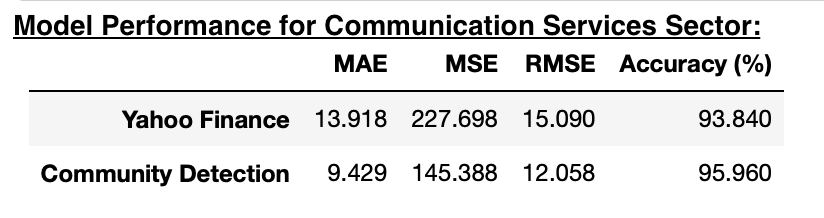 Model Performance for Communication Services Sector:
MAE MSE RMSE Accuracy (%)
Yahoo Finance 13.918 227.698 15.090 93.840
Community Detection 9.429 145.388 12.058 95.960